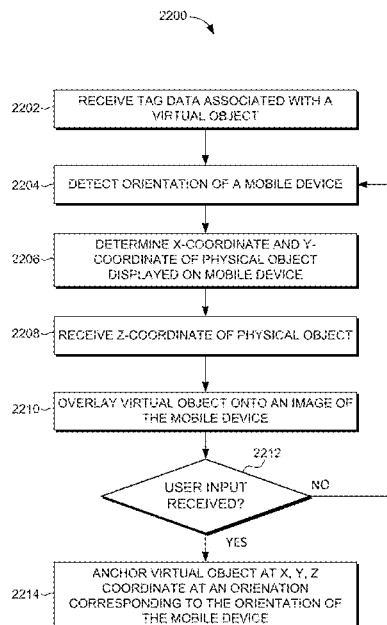 2200
2202
RECEIVE TAG DATA ASSOCIATED WITH A
VIRTUAL OBJECT
2204
DETECT ORIENTATION OF A MOBILE DEVICE
2206
DETERMINE X-COORDINATE AND Y-
COORDINATE OF PHYSICAL OBJECT
DISPLAYED ON MOBILE DEVICE
2208
RECEIVE Z-COORDINATE OF PHYSICAL OBJECT
2210
OVERLAY VIRTUAL OBJECT ONTO AN IMAGE OF
THE MOBILE DEVICE
2212
USER INPUT
RECEIVED?
NO
YES
2214
ANCHOR VIRTUAL OBJECT AT X, Y, Z
COORDINATE AT AN ORIENATION
CORRESPONDING TO THE ORIENTATION OF
THE MOBILE DEVICE